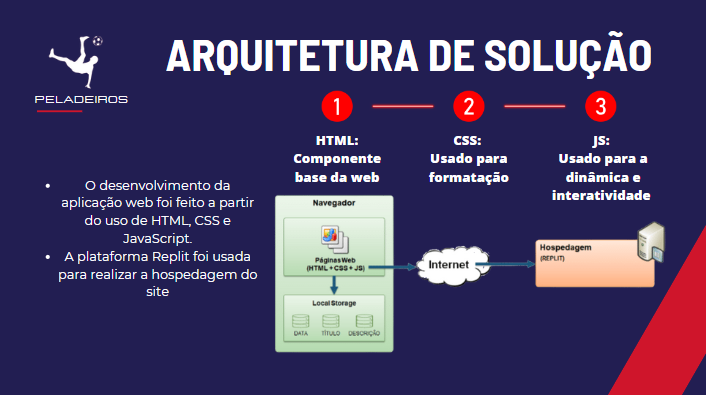 PELADEIROS
ARQUITETURA DE SOLUÇÃO
1
2
3
HTML:
Componente
base da web
CSS:
Usado para
formatação
JS:
Usado para a
dinâmica e
interatividade
• O desenvolvimento da
aplicação web foi feito a partir
do uso de HTML, CSS e
JavaScript.
• A plataforma Replit foi usada
para realizar a hospedagem do
site
Navegador
PáginasWeb
(HTML + CSS + JS)
Local Storage
DATA
TÍTULO
DESCRIÇÃO
Internet
Hospedagem
(REPLIT)